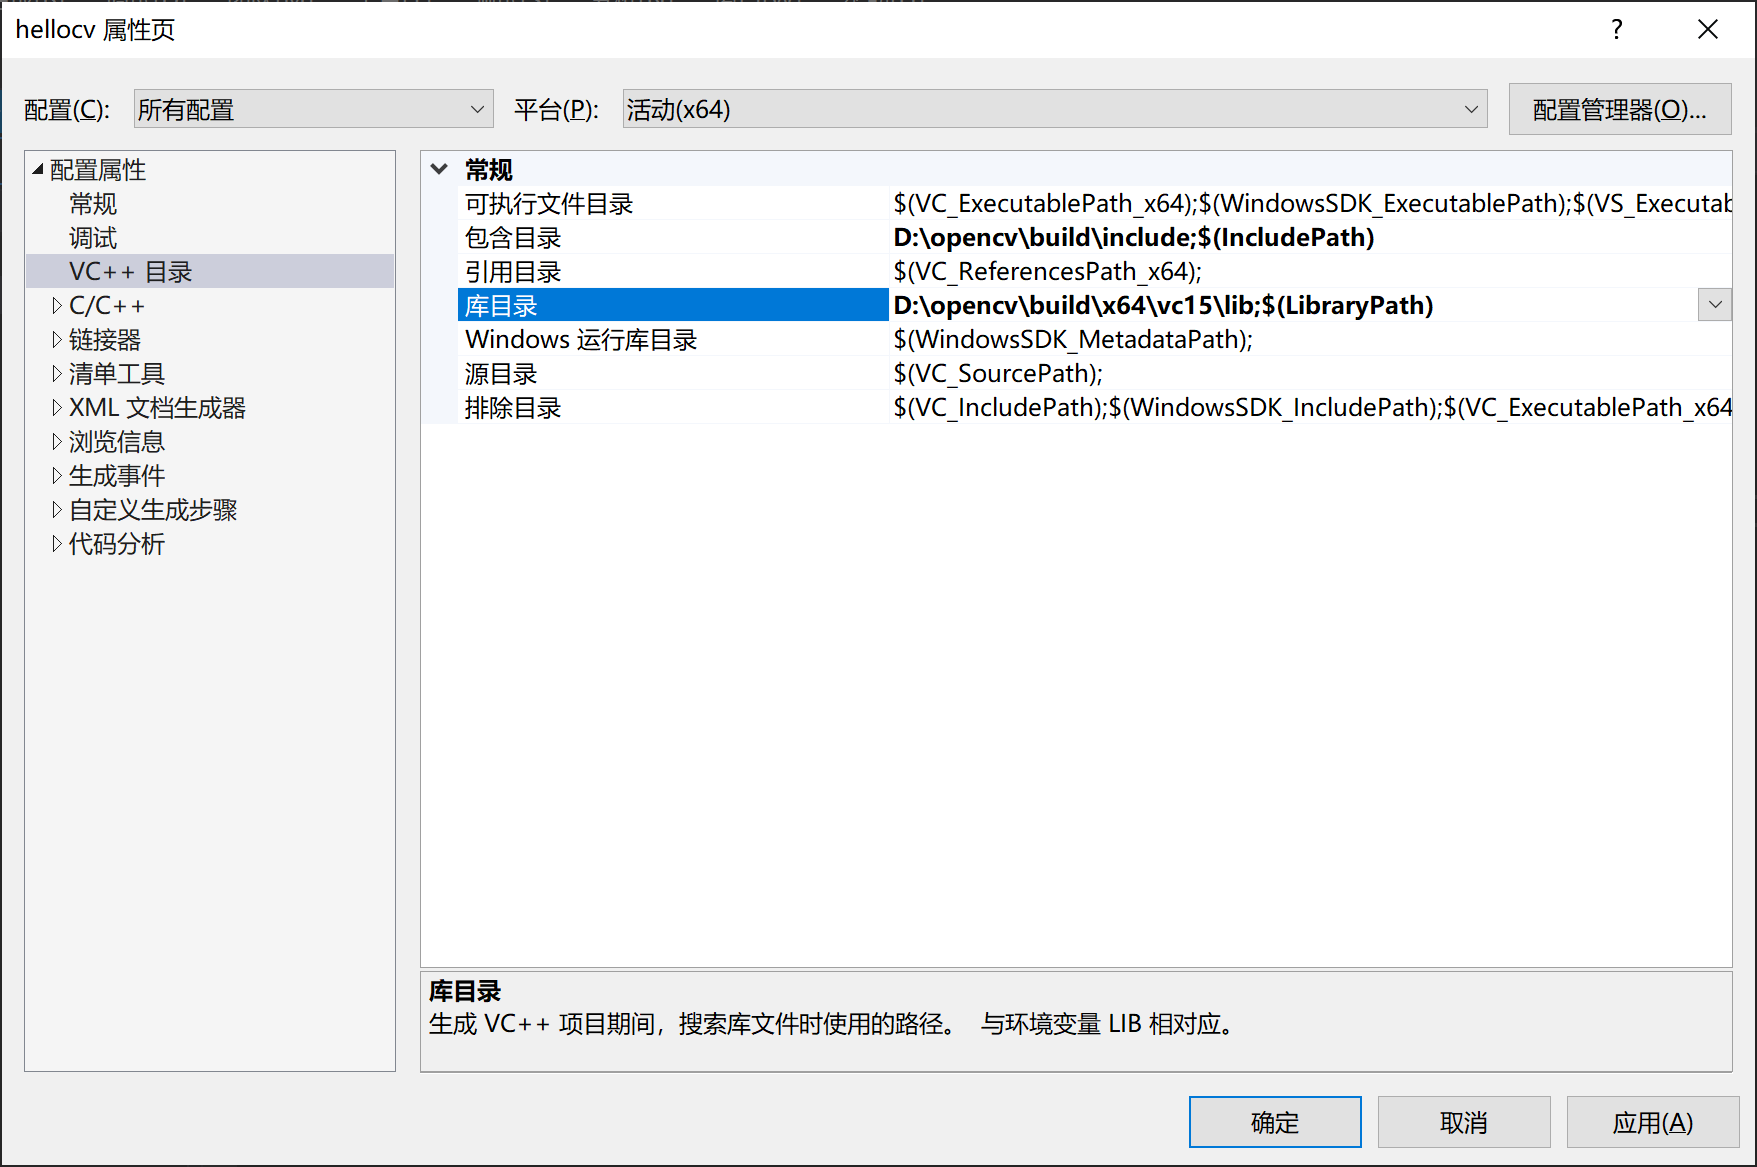 hellocv 属性页
配置(C): 所有配置 平台(P): 活动(x64) 配置管理器(O)...
配置属性
常规
调试
VC++ 目录
C/C++
链接器
清单工具
XML 文档生成器
浏览信息
生成事件
自定义生成步骤
代码分析
常规
可执行文件目录 $(VC_ExecutablePath_x64);$(WindowsSDK_ExecutablePath);$(VS_Executab
包含目录 D:\opencv\build\include;$(IncludePath)
引用目录 $(VC_ReferencesPath_x64);
库目录 D:\opencv\build\x64\vc15\lib;$(LibraryPath)
Windows 运行库目录 $(WindowsSDK_MetadataPath);
源目录 $(VC_SourcePath);
排除目录 $(VC_IncludePath);$(WindowsSDK_IncludePath);$(VC_ExecutablePath_x64
库目录
生成 VC++ 项目期间，搜索库文件时使用的路径。 与环境变量 LIB 相对应。
确定 取消 应用(A)